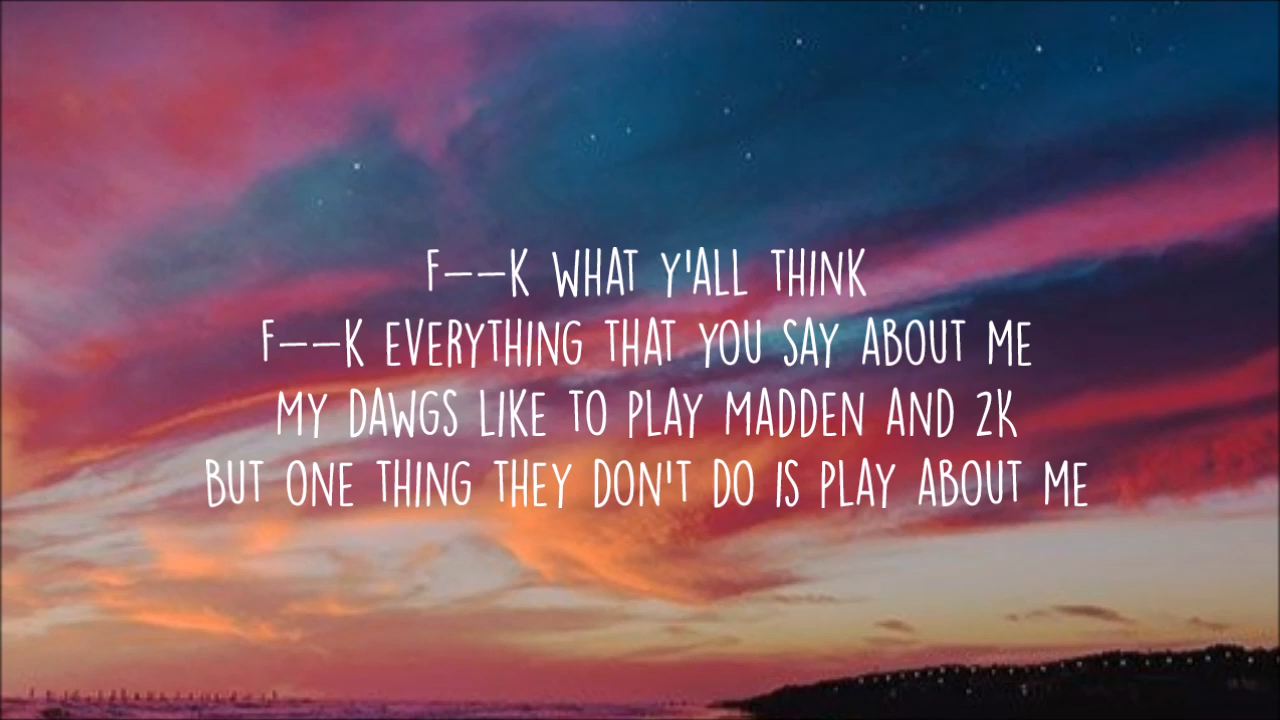 F--K WHAT Y'ALL THINK
F--K EVERYTHING THAT YOU SAY ABOUT ME
MY DAWGS LIKE TO PLAY MADDEN AND 2K
BUT ONE THING THEY DON'T DO IS PLAY ABOUT ME